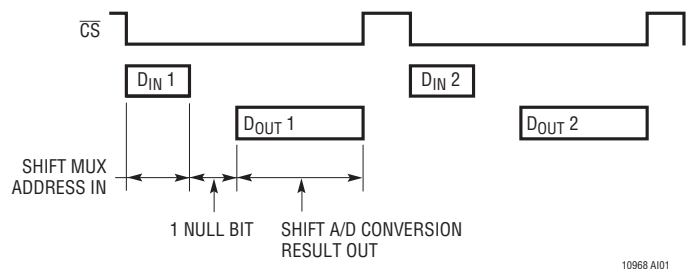 C̅S̅
D_IN 1
D_IN 2
D_OUT 1
D_OUT 2
SHIFT MUX
ADDRESS IN
1 NULL BIT
SHIFT A/D CONVERSION
RESULT OUT
10968 AI01